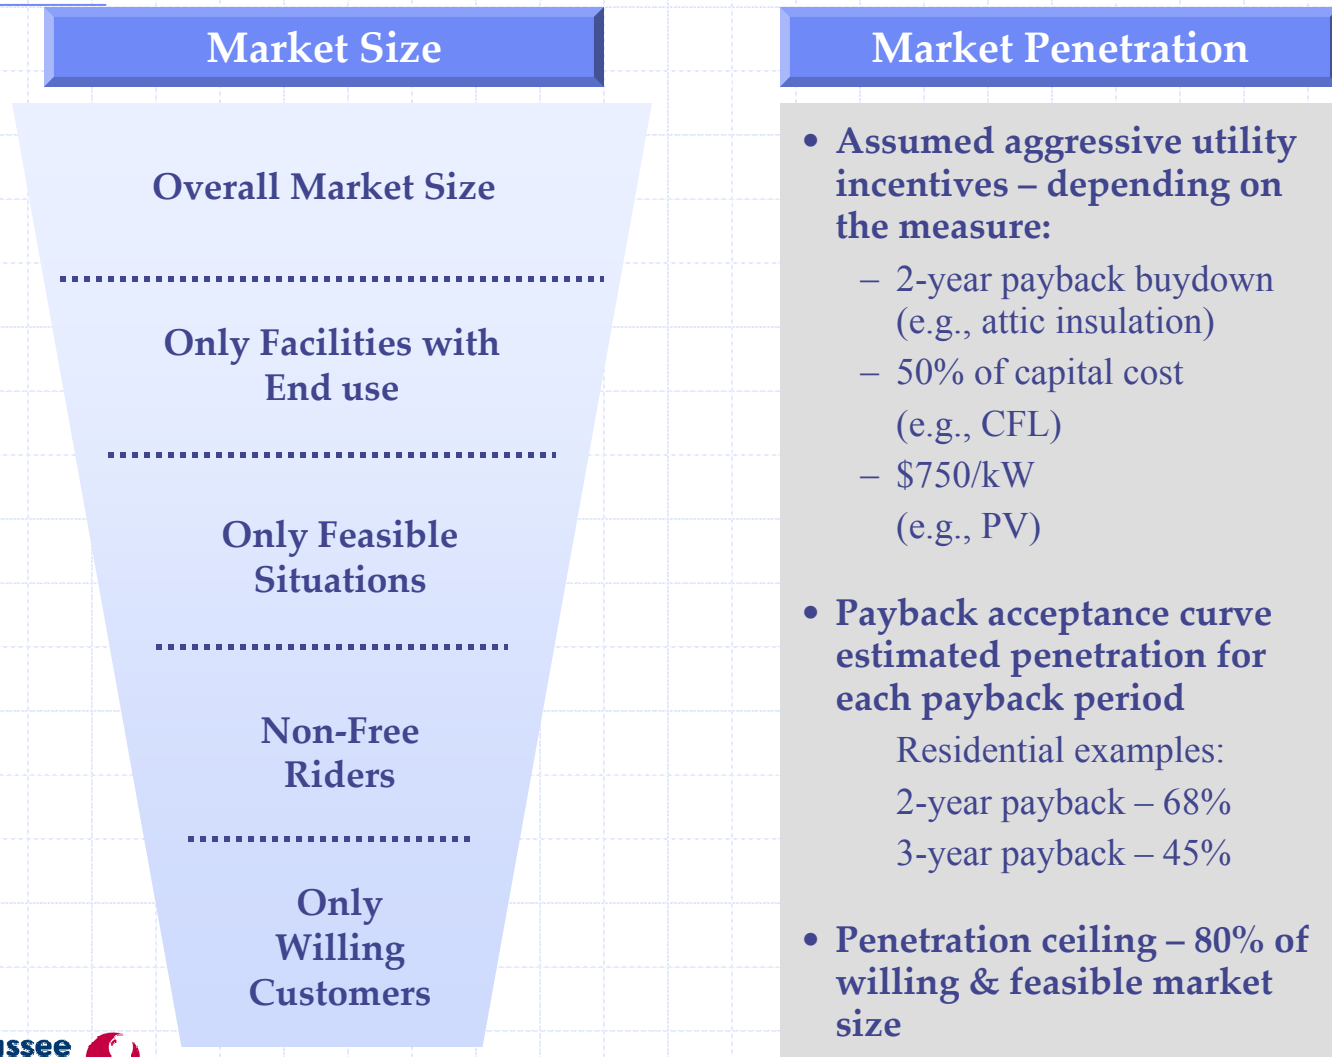 Market Size
Overall Market Size
Only Facilities with
End use
Only Feasible
Situations
Non-Free
Riders
Only
Willing
Customers
Market Penetration
• Assumed aggressive utility
incentives – depending on
the measure:
– 2-year payback buydown
(e.g., attic insulation)
– 50% of capital cost
(e.g., CFL)
– $750/kW
(e.g., PV)
• Payback acceptance curve
estimated penetration for
each payback period
Residential examples:
2-year payback – 68%
3-year payback – 45%
• Penetration ceiling – 80% of
willing & feasible market
size
ssee